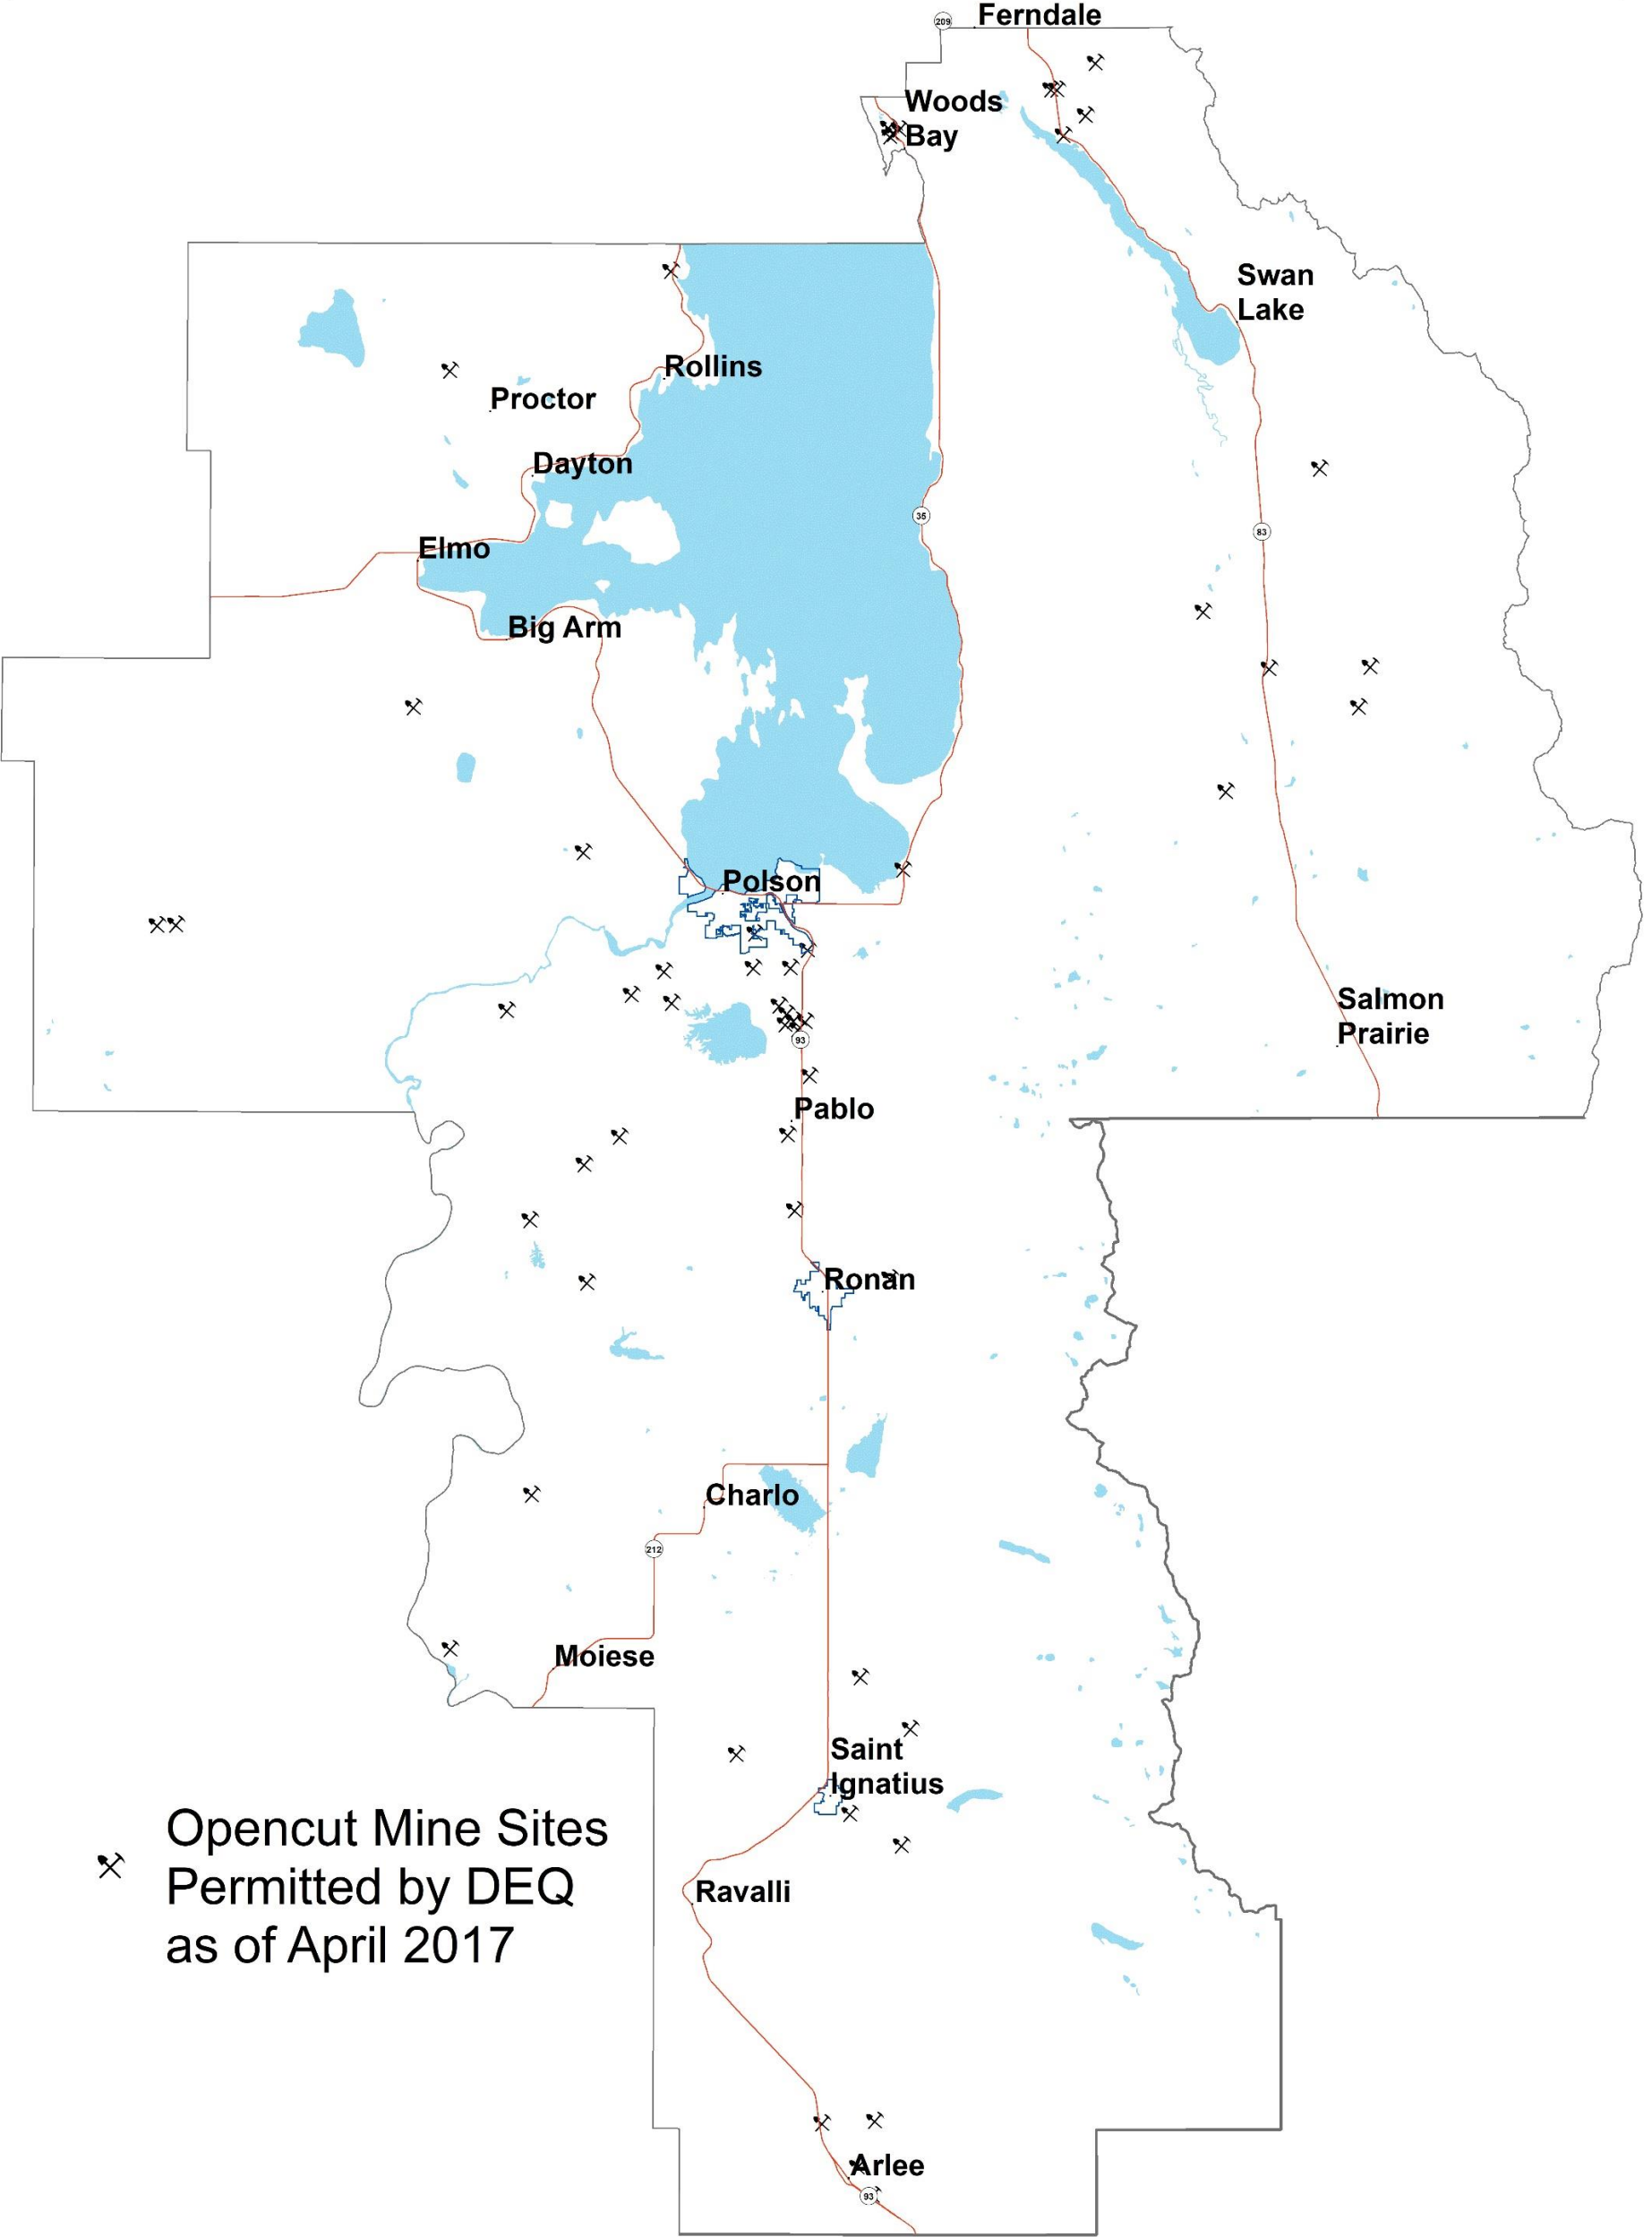 209
Ferndale
Woods
Bay
Swan
Lake
Rollins
Proctor
Dayton
35
83
Elmo
Big Arm
Polson
Salmon
Prairie
93
Pablo
Ronan
Charlo
212
Moiese
Saint
Ignatius
Opencut Mine Sites
Permitted by DEQ
as of April 2017
Ravalli
Arlee
93